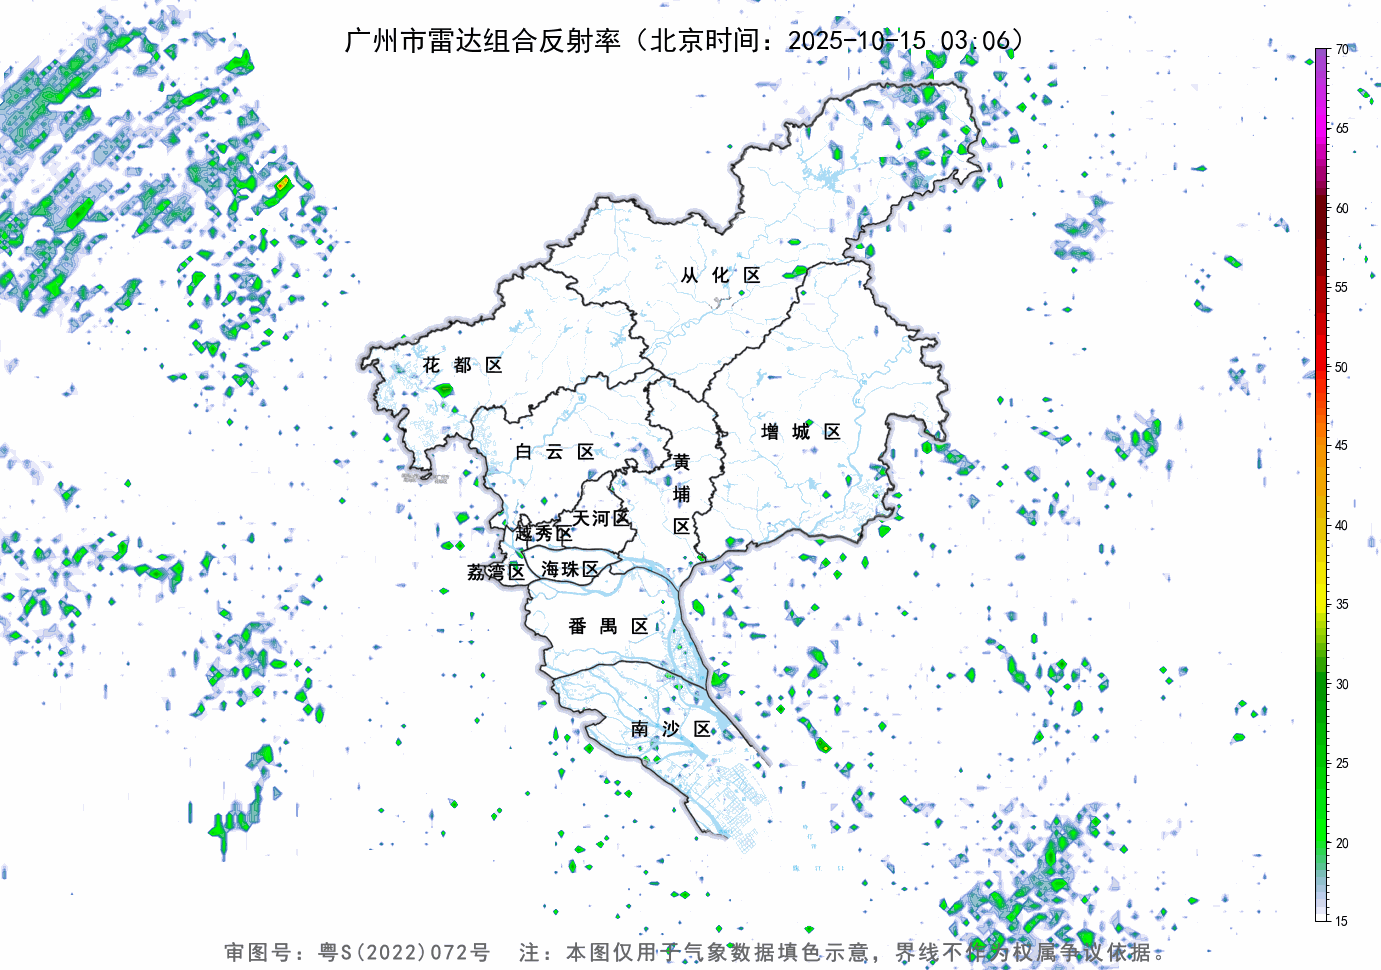 广州市雷达组合反射率（北京时间：2025-10-15 03:06）
70
65
60
55
50
45
40
35
30
25
20
15
从化区
花都区
增城区
白云区
黄埔区
天河区
越秀区
海珠区
荔湾区
番禺区
南沙区
审图号：粤S(2022)072号 注：本图仅用于气象数据填色示意，界线不作为权属争议依据。